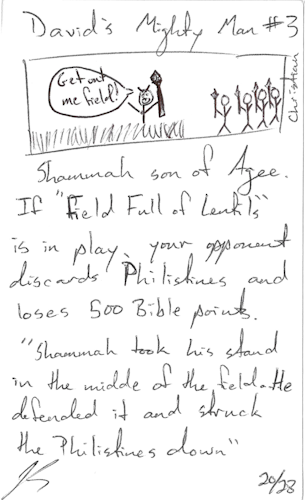 David's Mighty Man #3
Get out
me field!
Christian
Shammah son of Agee.
If "Field Full of Lentils"
is in play, your opponent
discards Philistines and
loses 500 Bible points.
"Shammah took his stand
in the middle of the field. He
defended it and struck
the Philistines down"
20/28